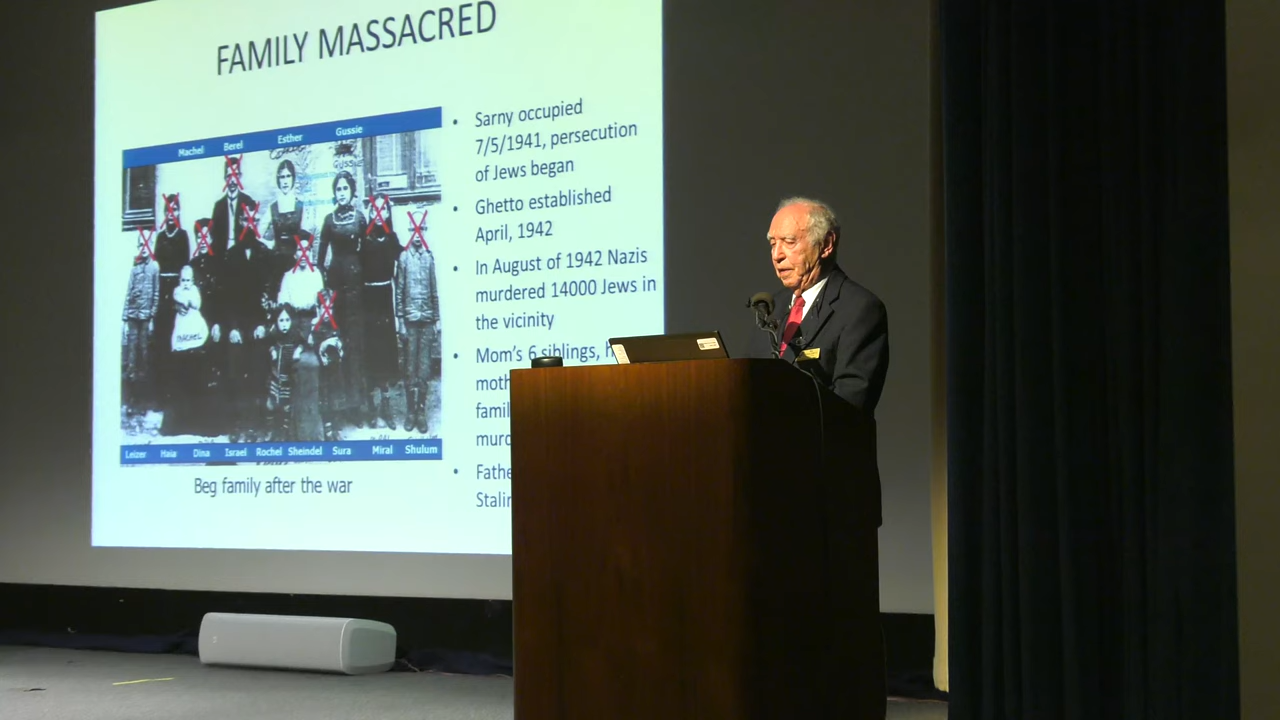 FAMILY MASSACRED
Machel Berel Esther Gussie
Leizer Haia Dina Israel Rochel Sheindel Sura Miral Shulum
Beg family after the war
• Sarny occupied
7/5/1941, persecution
of Jews began
• Ghetto established
April, 1942
• In August of 1942 Nazis
murdered 14000 Jews in
the vicinity
• Mom's 6 siblings,